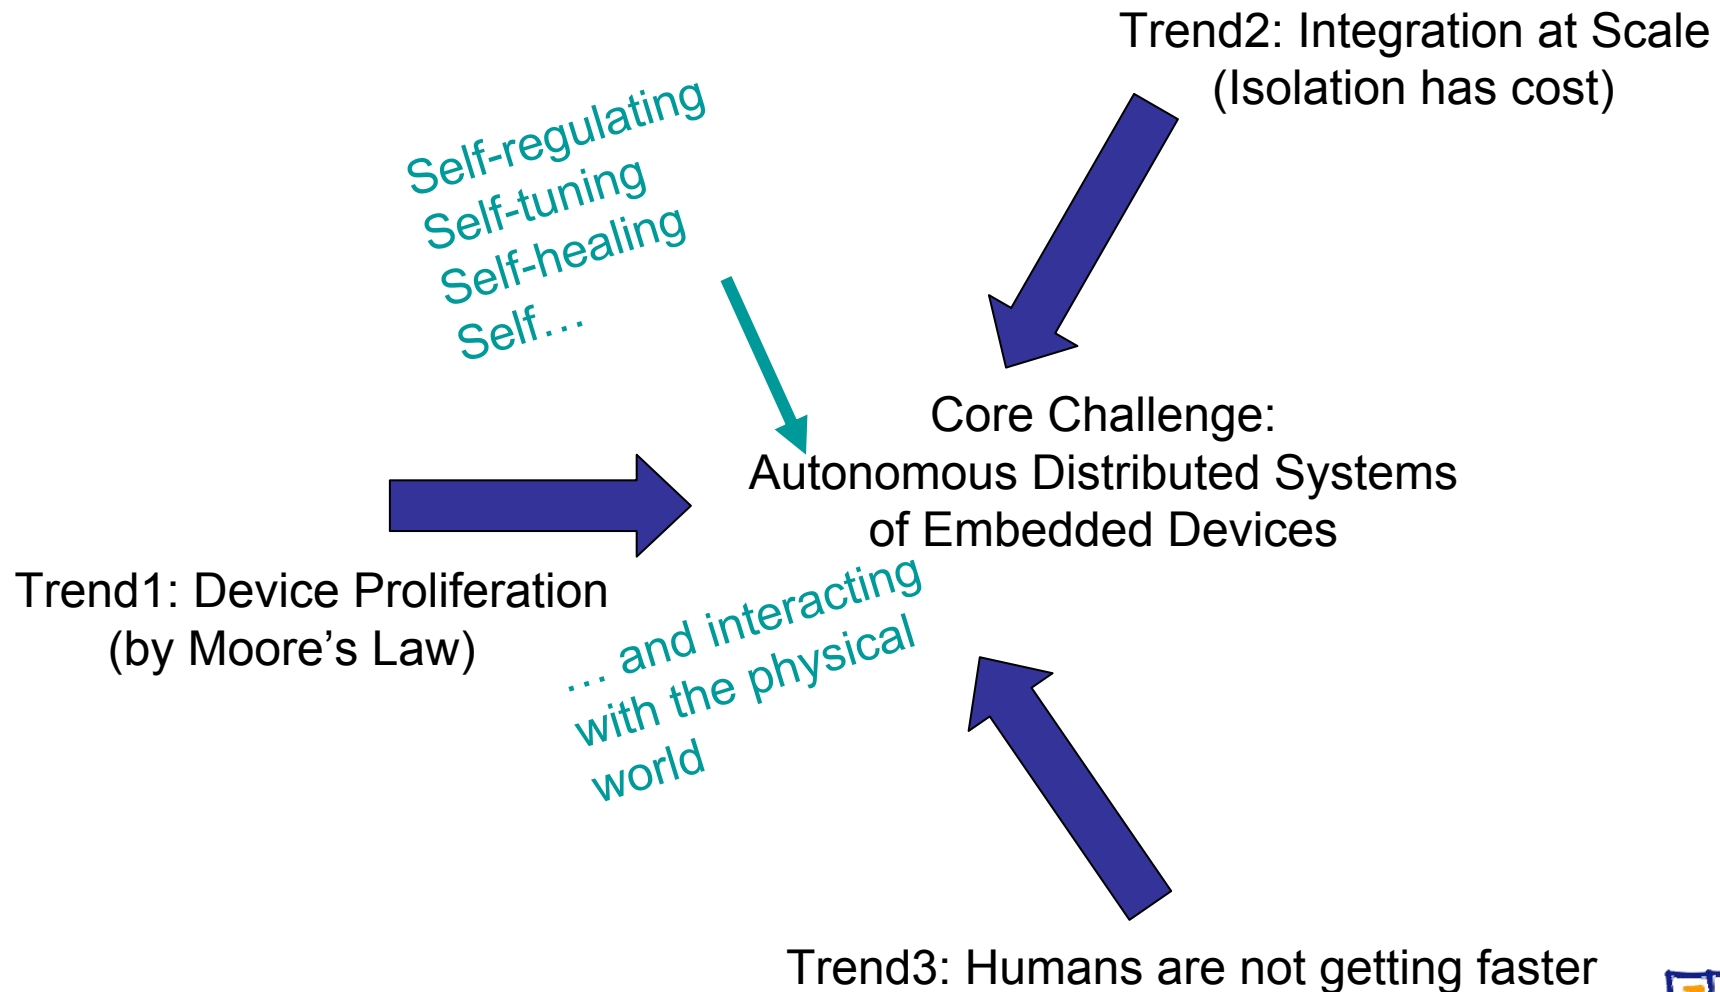 Trend2: Integration at Scale
(Isolation has cost)
Self-regulating
Self-tuning
Self-healing
Self…
Core Challenge:
Autonomous Distributed Systems
of Embedded Devices
Trend1: Device Proliferation
(by Moore’s Law)
… and interacting
with the physical
world
Trend3: Humans are not getting faster